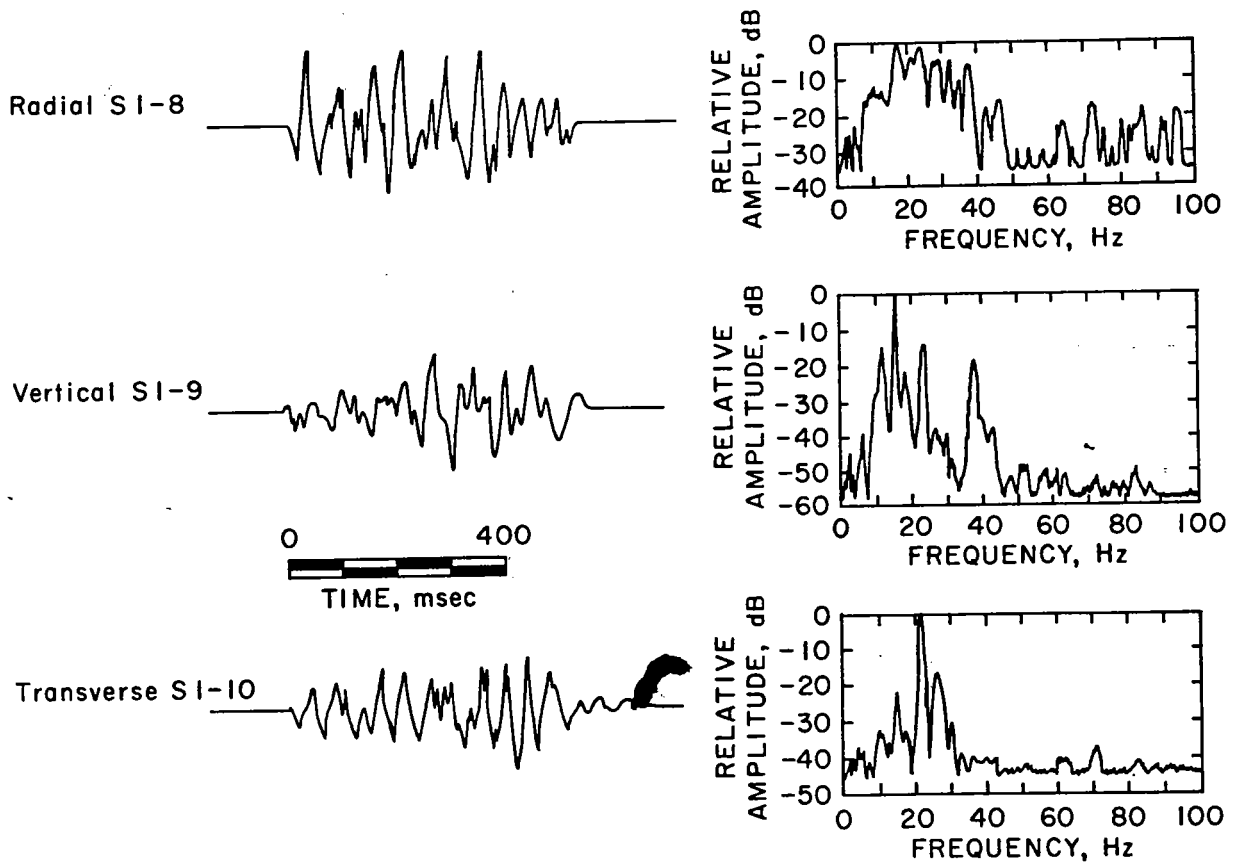 Radial S1-8
RELATIVE
AMPLITUDE, dB
0
-10
-20
-30
-40
0 20 40 60 80 100
FREQUENCY, Hz
Vertical S1-9
RELATIVE
AMPLITUDE, dB
0
-10
-20
-30
-40
-50
-60
0 20 40 60 80 100
FREQUENCY, Hz
0 400
TIME, msec
Transverse S1-10
RELATIVE
AMPLITUDE, dB
0
-10
-20
-30
-40
-50
0 20 40 60 80 100
FREQUENCY, Hz